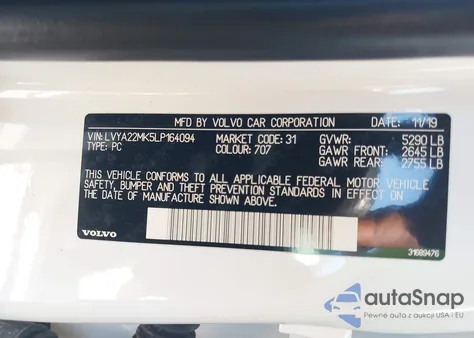 MFD BY VOLVO CAR CORPORATION DATE: 11/19
VIN: LVYA22MK5LP164094 MARKET CODE: 31 GVWR: 5290 LB
TYPE: PC COLOUR: 707 GAWR FRONT: 2645 LB
GAWR REAR: 2755 LB
THIS VEHICLE CONFORMS TO ALL APPLICABLE FEDERAL MOTOR VEHICLE
SAFETY, BUMPER AND THEFT PREVENTION STANDARDS IN EFFECT ON
THE DATE OF MANUFACTURE SHOWN ABOVE.
VOLVO
31689476
autoSnap
Pewne auta z aukcji USA i EU